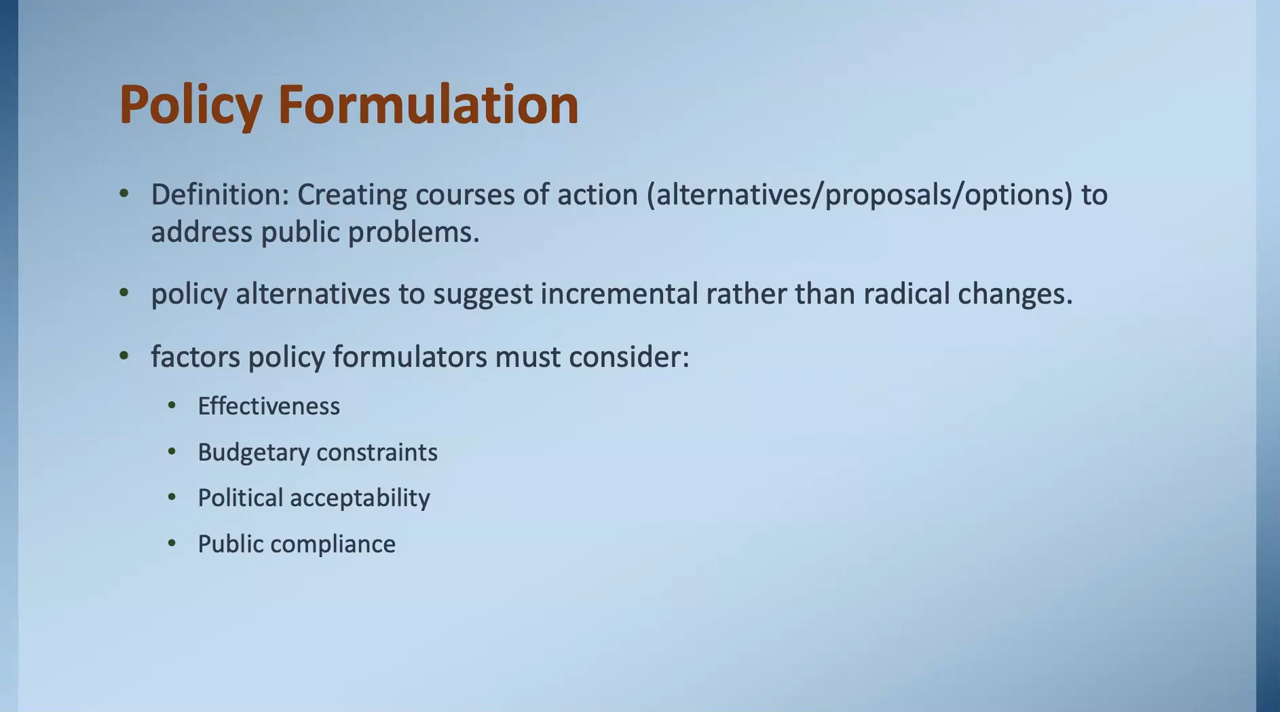 Policy Formulation
• Definition: Creating courses of action (alternatives/proposals/options) to
address public problems.
• policy alternatives to suggest incremental rather than radical changes.
• factors policy formulators must consider:
• Effectiveness
• Budgetary constraints
• Political acceptability
• Public compliance